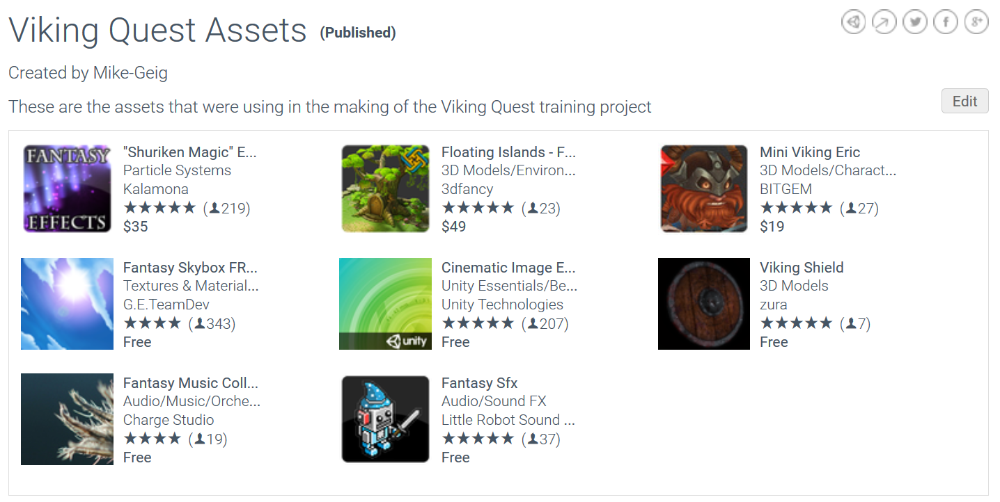 Viking Quest Assets (Published)
Created by Mike-Geig
These are the assets that were using in the making of the Viking Quest training project
Edit
FANTASY
EFFECTS
"Shuriken Magic" E...
Particle Systems
Kalamona
★★★★★ (219)
$35
Floating Islands - F...
3D Models/Environ...
3dfancy
★★★★★ (23)
$49
Mini Viking Eric
3D Models/Charact...
BITGEM
★★★★★ (27)
$19
Fantasy Skybox FR...
Textures & Material...
G.E.TeamDev
★★★★ (343)
Free
unity
Cinematic Image E...
Unity Essentials/Be...
Unity Technologies
★★★★★ (207)
Free
Viking Shield
3D Models
zura
★★★★★ (7)
Free
Fantasy Music Coll...
Audio/Music/Orche...
Charge Studio
★★★★ (19)
Free
Fantasy Sfx
Audio/Sound FX
Little Robot Sound ...
★★★★★ (37)
Free